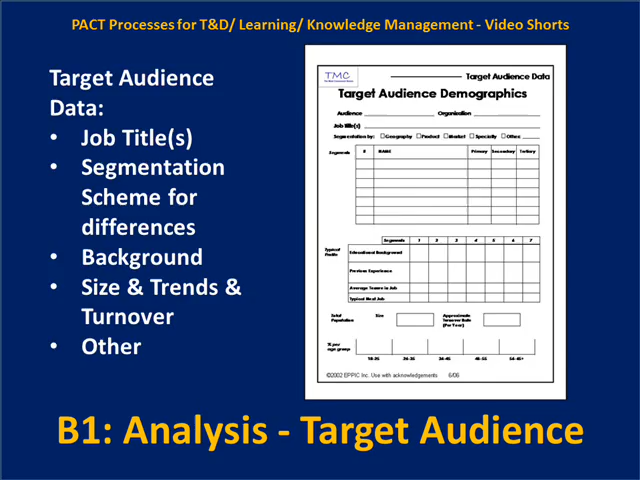 PACT Processes for T&D/ Learning/ Knowledge Management - Video Shorts
Target Audience
Data:
• Job Title(s)
• Segmentation
Scheme for
differences
• Background
• Size & Trends &
Turnover
• Other
TMC
Target Audience Data
Target Audience Demographics
Audience Organization
Job Title(s)
Segmentation by: Geography Product Market Specialty Other:
Segments # NAME Primary Secondary Tertiary
Segments 1 2 3 4 5 6 7
Typical
Profile
Educational Background
Previous Experience
Average Tenure in Job
Typical Next Job
Total
Population
Size
Approximate
Turnover Rate
(Per Year)
% per
age group
18-25 26-35 36-45 46-55 56-65+
©2002 EPPIC Inc. Use with acknowledgements 6/06
B1: Analysis - Target Audience